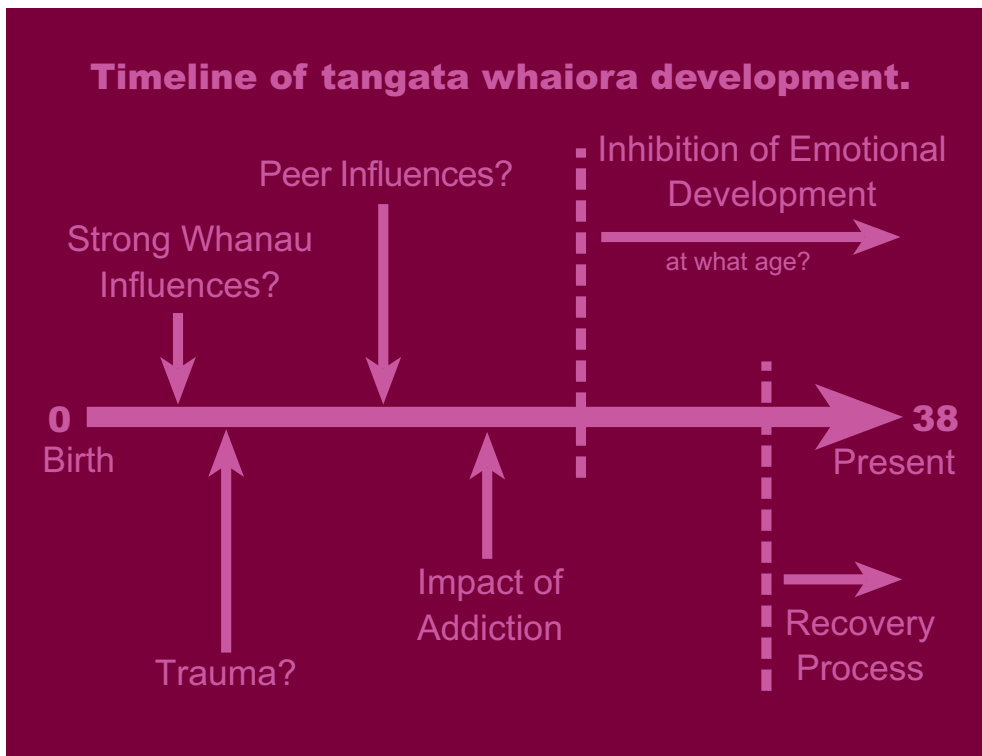 Timeline of tangata whaiora development.
Inhibition of Emotional
Development
at what age?
Peer Influences?
Strong Whanau
Influences?
0
Birth
38
Present
Impact of
Addiction
Trauma?
Recovery
Process